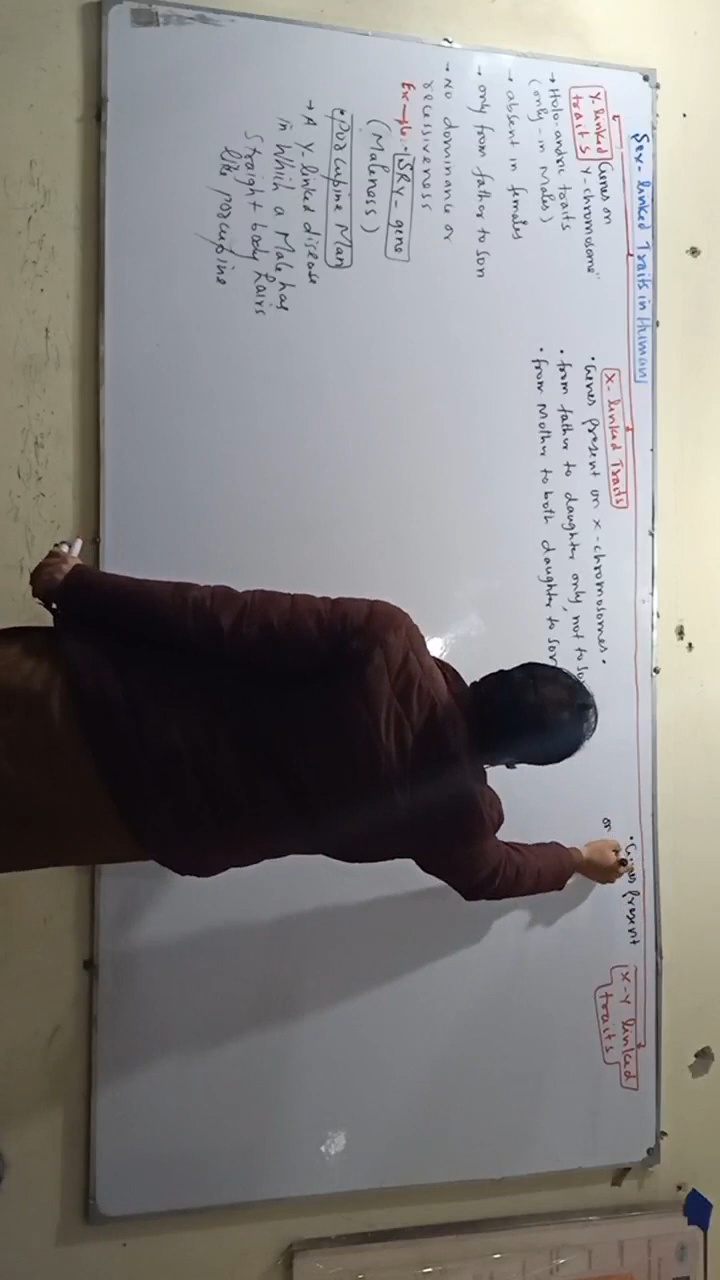 Sex-linked Traits in Human
Y-linked
traits
Genes on
Y-chromosome"
→ Holo-andric traits
(only-in Males)
→ absent in females
→ only from father to son
→ No dominance or
recessiveness
Example: SRY-gene
(Maleness)
Porcupine Man
→ A Y-linked disease
in which a Male has
straight body hairs
like porcupine
X-linked Traits
• Genes present on X-chromosomes.
• from father to daughter only, not to
• from Mother to both daughter to son
X-Y linked
traits
• Genes present
on